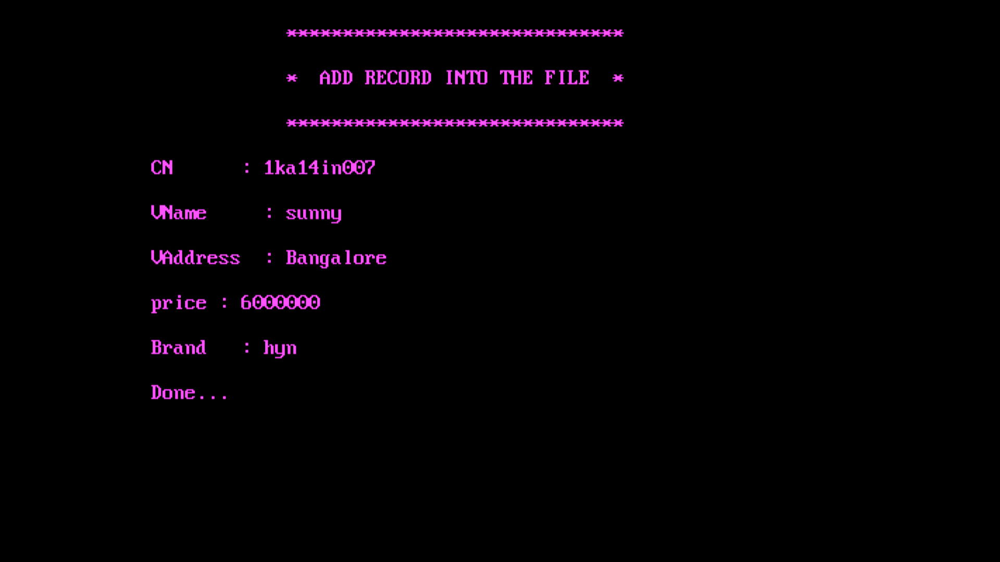 ******************************
*  ADD RECORD INTO THE FILE  *
******************************
CN      : 1ka14in007
VName     : sunny
VAddress  : Bangalore
price : 6000000
Brand   : hyn
Done...